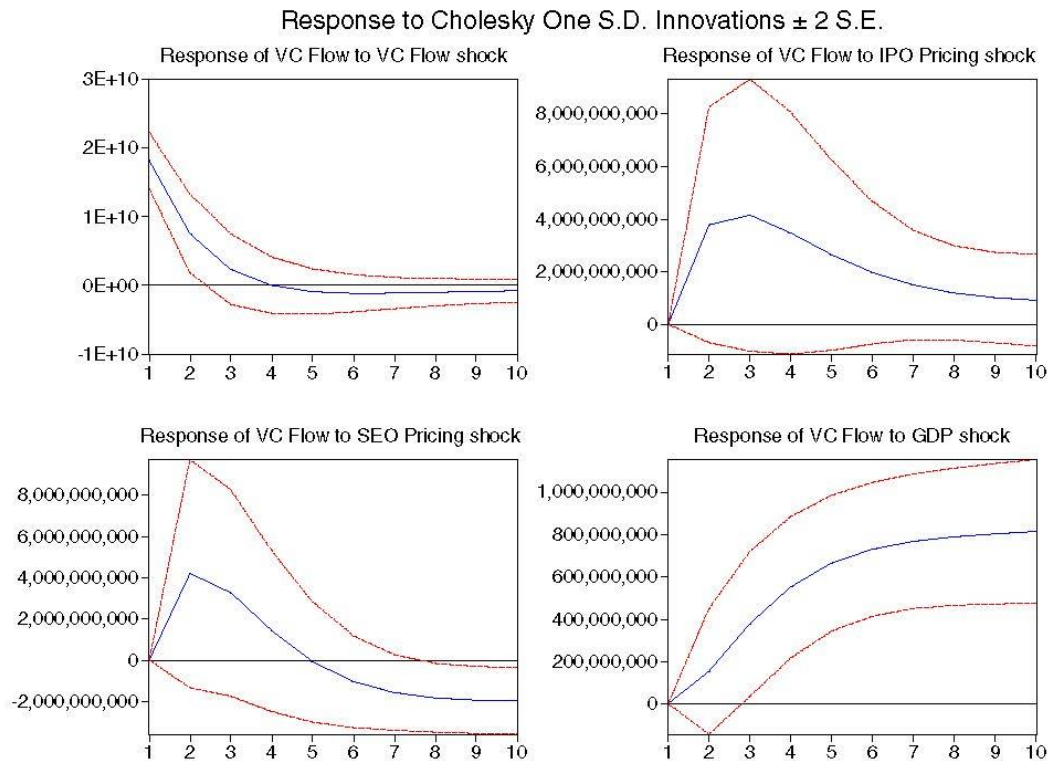 Response to Cholesky One S.D. Innovations ± 2 S.E.
Response of VC Flow to VC Flow shock
3E+10
2E+10
1E+10
0E+00
-1E+10
1 2 3 4 5 6 7 8 9 10
Response of VC Flow to IPO Pricing shock
8,000,000,000
6,000,000,000
4,000,000,000
2,000,000,000
0
1 2 3 4 5 6 7 8 9 10
Response of VC Flow to SEO Pricing shock
8,000,000,000
6,000,000,000
4,000,000,000
2,000,000,000
0
-2,000,000,000
1 2 3 4 5 6 7 8 9 10
Response of VC Flow to GDP shock
1,000,000,000
800,000,000
600,000,000
400,000,000
200,000,000
0
1 2 3 4 5 6 7 8 9 10